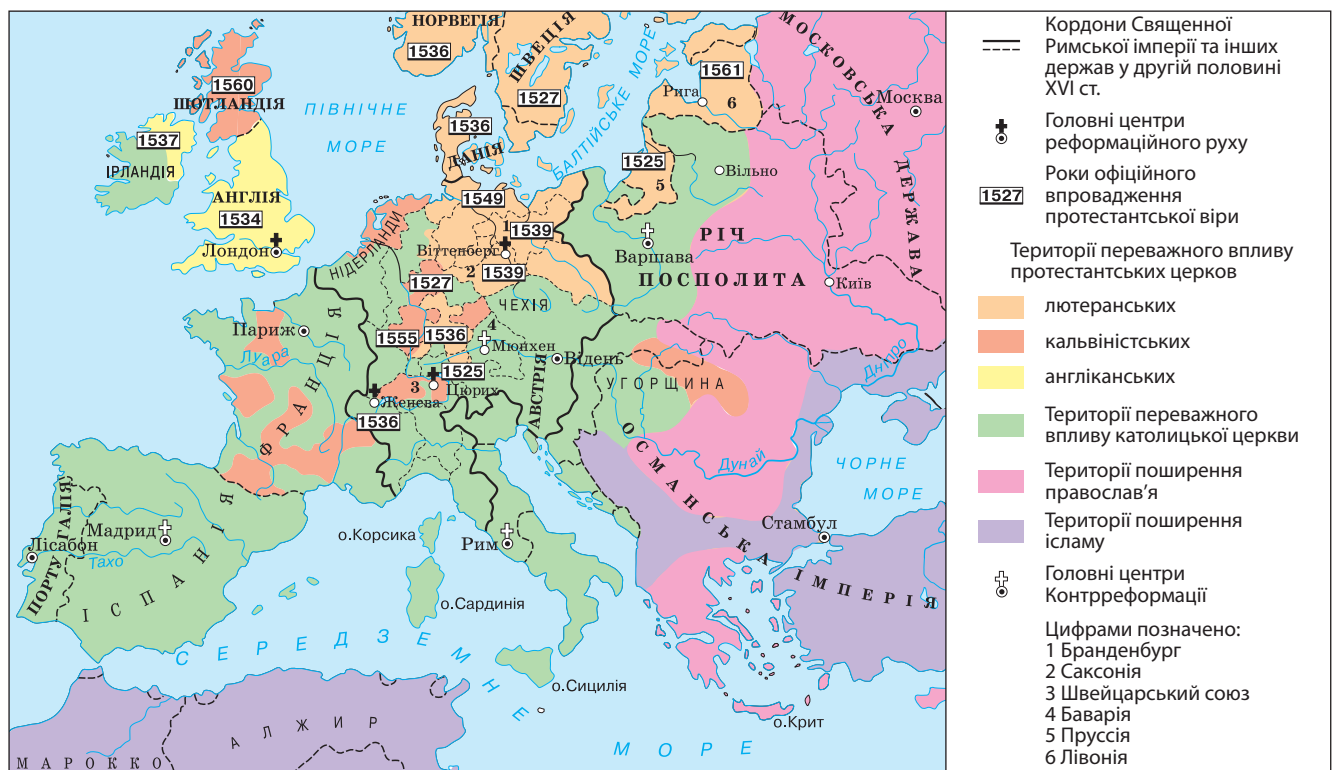 НОРВЕГІЯ
1536
ШВЕЦІЯ
1527
1561
Рига
6
МОСКОВСЬКА ДЕРЖАВА
Москва
1560
ШОТЛАНДІЯ
ПІВНІЧНЕ
МОРЕ
1536
ДАНІЯ
БАЛТІЙСЬКЕ МОРЕ
1537
ІРЛАНДІЯ
1525
5
Вільно
АНГЛІЯ
1534
Лондон
НІДЕРЛАНДИ
1549
1
1539
Віттенберг
2
1539
Варшава
РІЧ
ПОСПОЛИТА
Київ
1527
ЧЕХІЯ
Париж
Луара
1555
1536
4
Мюнхен
Відень
Дніпро
1525
3
Цюрих
Женева
1536
АВСТРІЯ
УГОРЩИНА
ФРАНЦІЯ
ОСМАНСЬКА ІМПЕРІЯ
Дунай
ЧОРНЕ
МОРЕ
Стамбул
ПОРТУГАЛІЯ
Мадрид
Лісабон
Тахо
ІСПАНІЯ
о.Корсика
Рим
о.Сардинія
СЕРЕДЗЕМНЕ
МОРЕ
о.Сицилія
о.Крит
АЛЖИР
МАРОККО
Кордони Священної
Римської імперії та інших
держав у другій половині
XVI ст.
Головні центри
реформаційного руху
1527
Роки офіційного
впровадження
протестантської віри
Території переважного впливу
протестантських церков
лютеранських
кальвіністських
англіканських
Території переважного
впливу католицької церкви
Території поширення
православ’я
Території поширення
ісламу
Головні центри
Контрреформації
Цифрами позначено:
1 Бранденбург
2 Саксонія
3 Швейцарський союз
4 Баварія
5 Пруссія
6 Лівонія